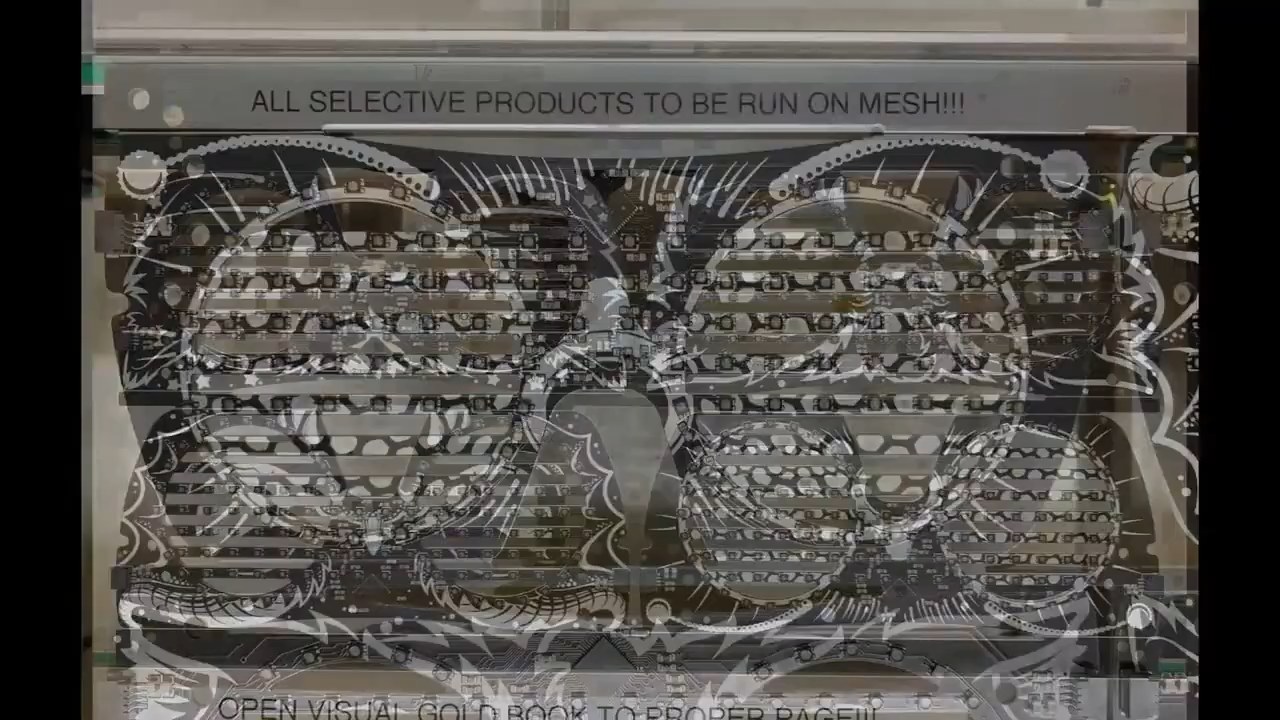 ALL SELECTIVE PRODUCTS TO BE RUN ON MESH!!!
OPEN VISUAL GOLD BOOK TO PROPER PAGE!!!